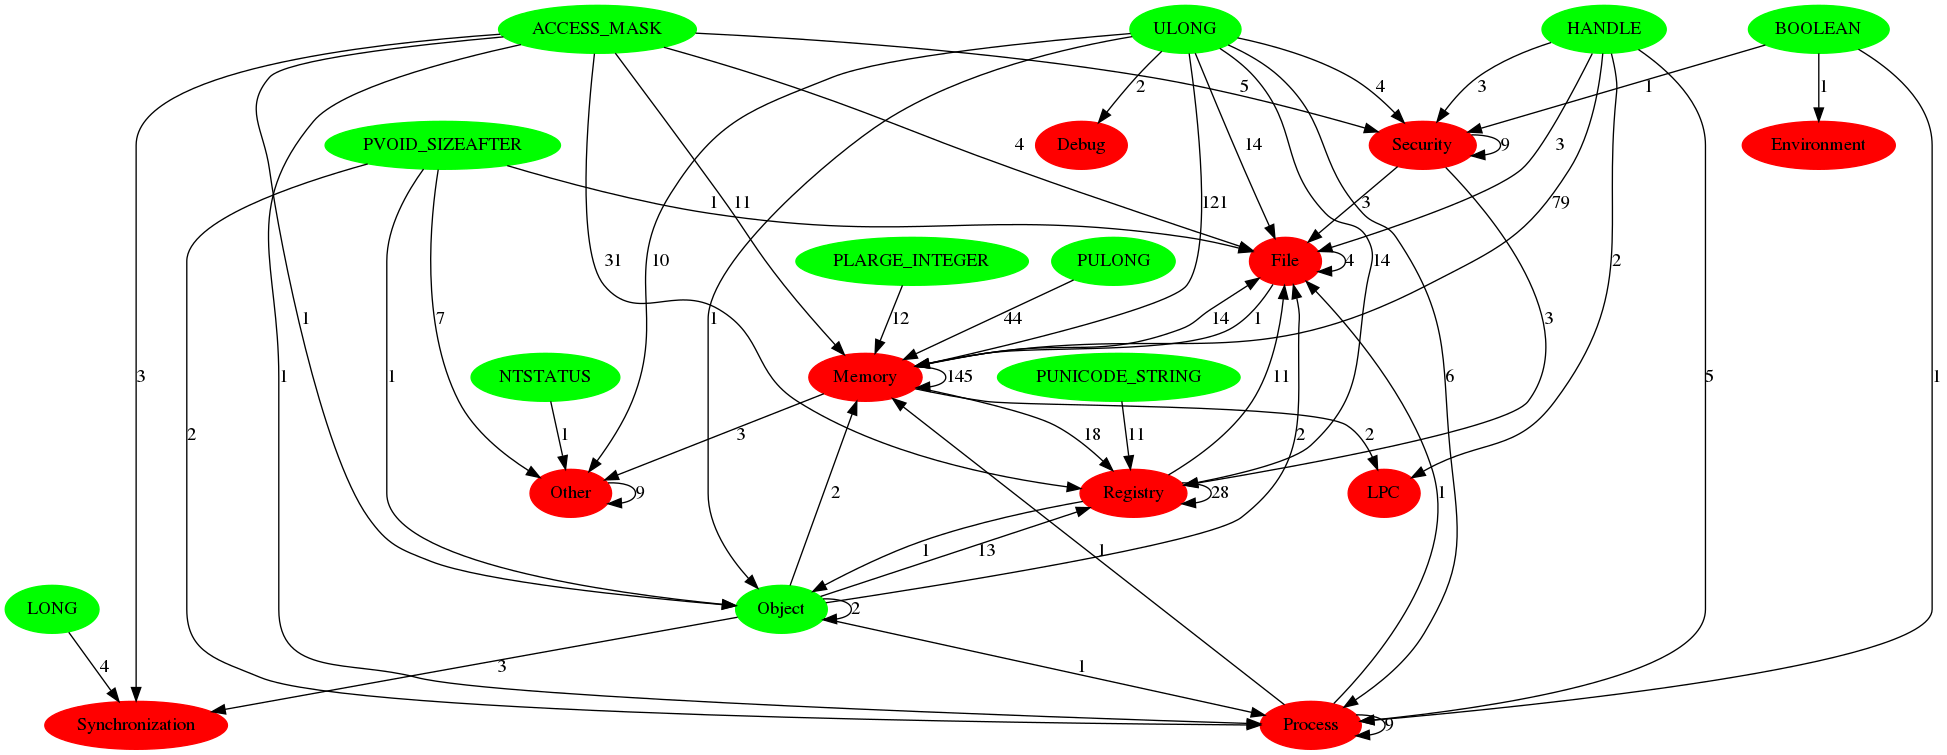 ACCESS_MASK ULONG HANDLE BOOLEAN
2 5 4 3 1 1
PVOID_SIZEAFTER Debug Security 9 Environment
4 14 3
1 11 121 3 79
10 31 PLARGE_INTEGER PULONG File 4 14 2
1 7 1 12 44 14 1 3
3 1 1 NTSTATUS Memory 145 PUNICODE_STRING 11 6 5 1
2 1 3 18 11 2 2
Other 9 2 Registry 28 LPC 1
1 13 1
LONG Object 2
4 3 1
Synchronization Process 9